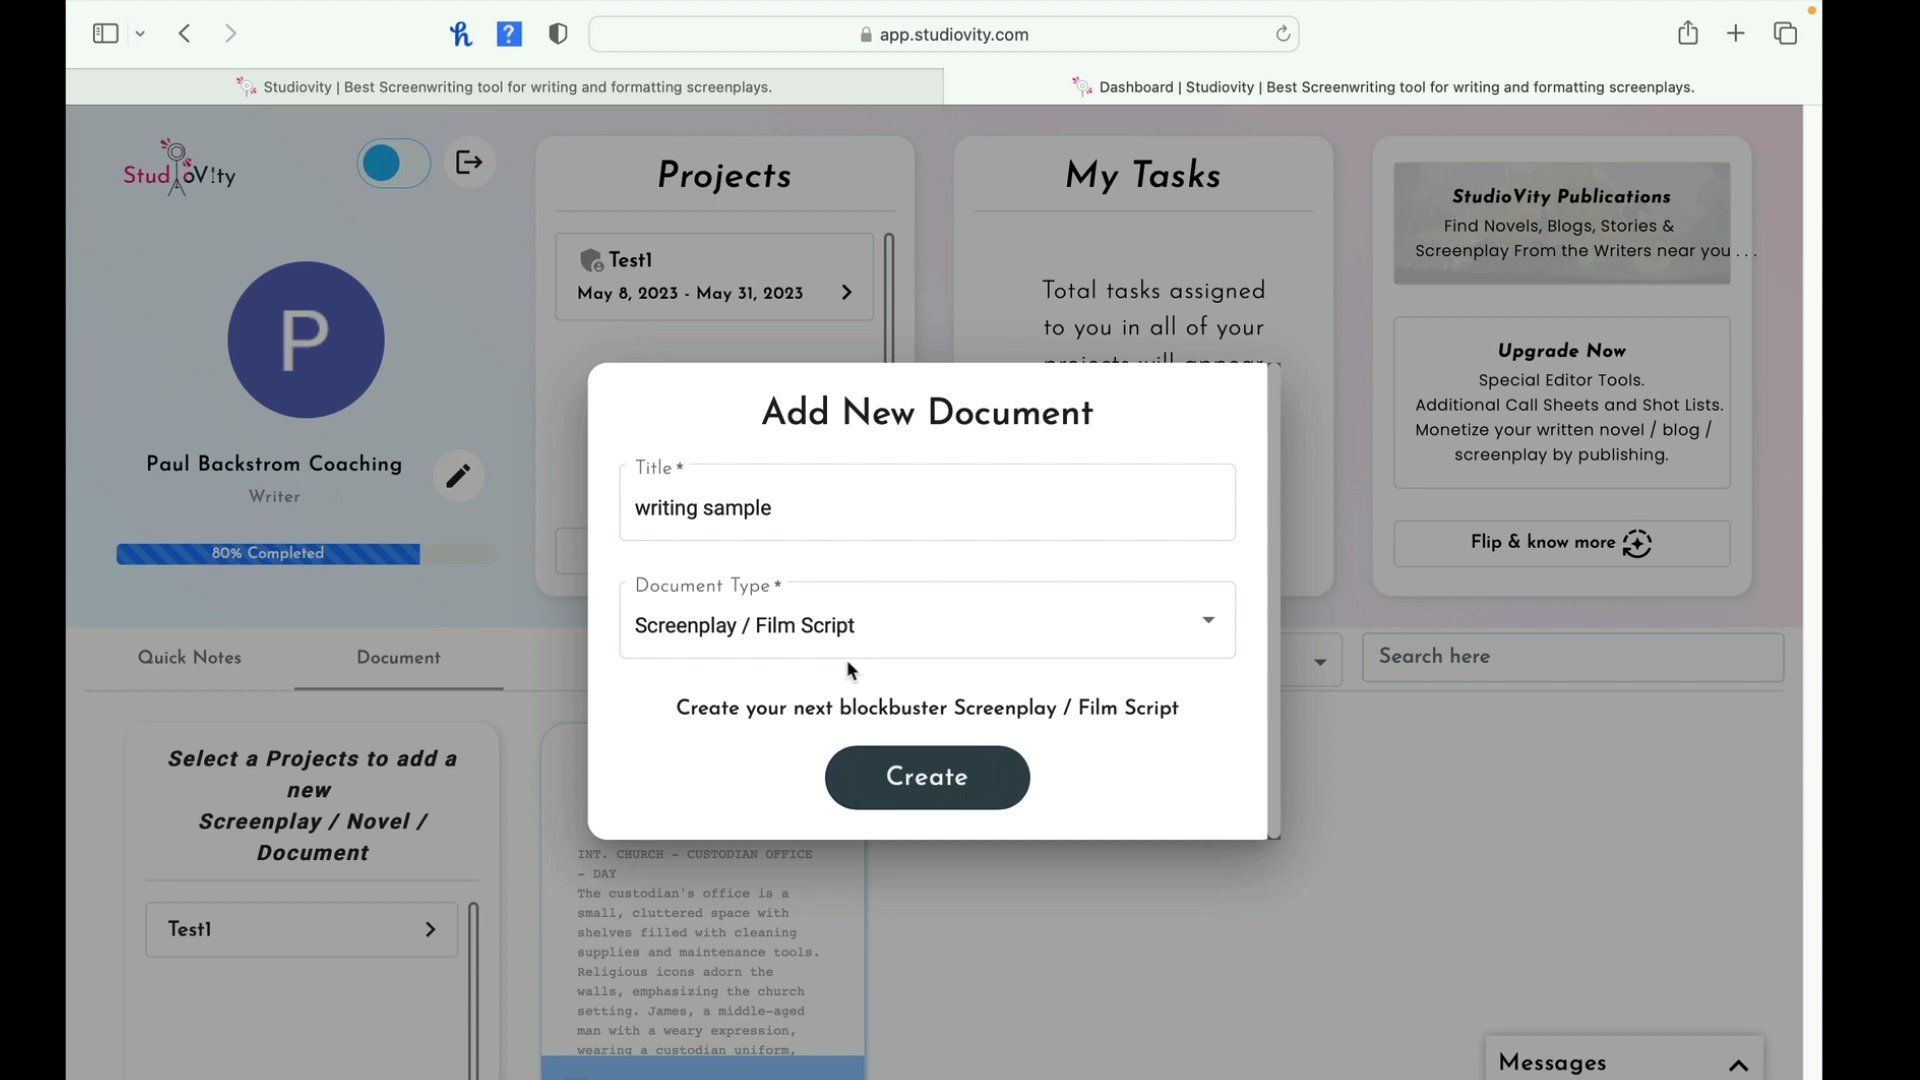 app.studiovity.com
Studiovity | Best Screenwriting tool for writing and formatting screenplays.
Dashboard | Studiovity | Best Screenwriting tool for writing and formatting screenplays.
StudioV!ty
P
Paul Backstrom Coaching
Writer
80% Completed
Projects
Test1
May 8, 2023 - May 31, 2023
My Tasks
Total tasks assigned
to you in all of your
projects will appear
StudioVity Publications
Find Novels, Blogs, Stories &
Screenplay From the Writers near you . . .
Upgrade Now
Special Editor Tools.
Additional Call Sheets and Shot Lists.
Monetize your written novel / blog /
screenplay by publishing.
Flip & know more
Add New Document
Title *
writing sample
Document Type *
Screenplay / Film Script
Create your next blockbuster Screenplay / Film Script
Create
Quick Notes
Document
Search here
Select a Projects to add a
new
Screenplay / Novel /
Document
Test1
INT. CHURCH - CUSTODIAN OFFICE
- DAY
The custodian's office is a
small, cluttered space with
shelves filled with cleaning
supplies and maintenance tools.
Religious icons adorn the
walls, emphasizing the church
setting. James, a middle-aged
man with a weary expression,
wearing a custodian uniform,
Messages